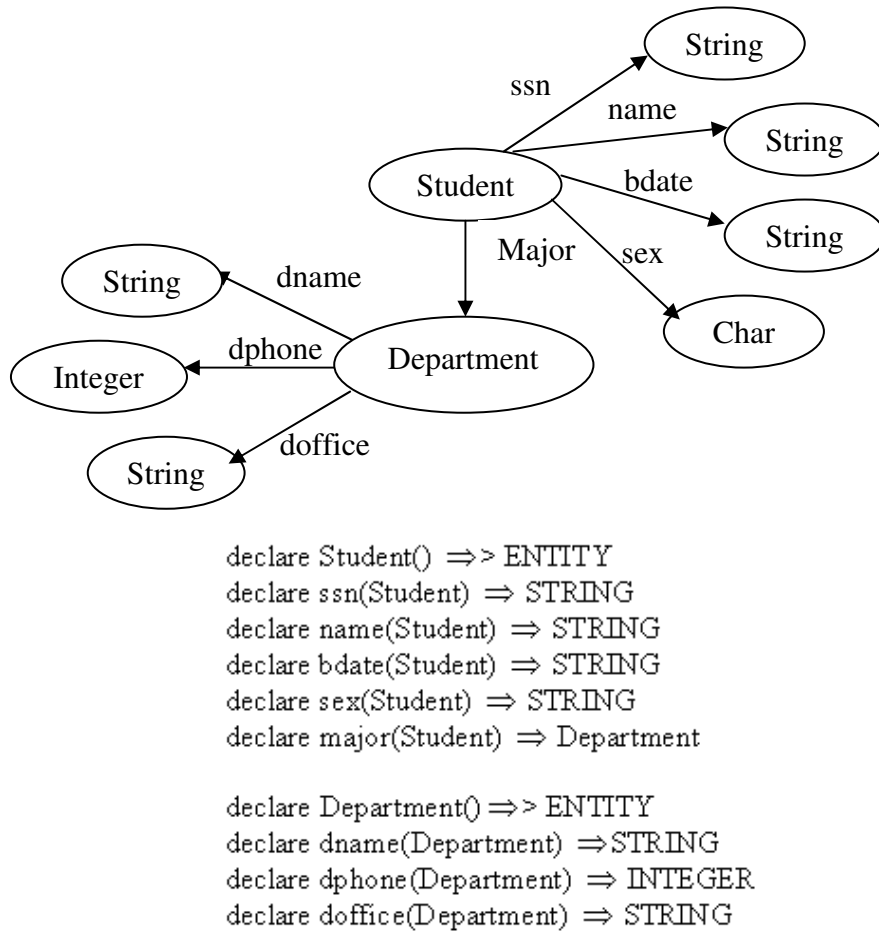 String
ssn
name
String
Student
bdate
String
Major
sex
String
dname
Char
dphone
Department
Integer
doffice
String
declare Student() ⇒> ENTITY
declare ssn(Student) ⇒ STRING
declare name(Student) ⇒ STRING
declare bdate(Student) ⇒ STRING
declare sex(Student) ⇒ STRING
declare major(Student) ⇒ Department
declare Department() ⇒> ENTITY
declare dname(Department) ⇒STRING
declare dphone(Department) ⇒ INTEGER
declare doffice(Department) ⇒ STRING